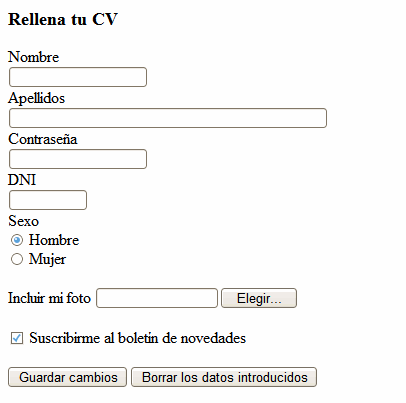 Rellena tu CV
Nombre
Apellidos
Contraseña
DNI
Sexo
Hombre
Mujer
Incluir mi foto Elegir...
Suscribirme al boletín de novedades
Guardar cambios Borrar los datos introducidos